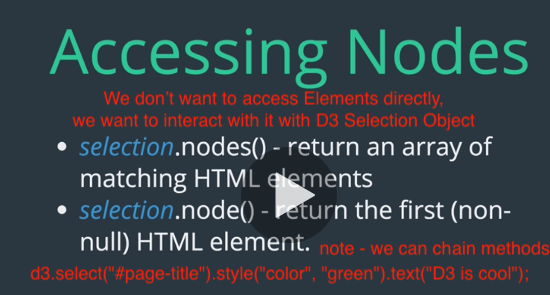 Accessing Nodes
We don't want to access Elements directly,
we want to interact with it with D3 Selection Object
• selection.nodes() - return an array of
matching HTML elements
• selection.node() - return the first (non-
null) HTML element.
note - we can chain methods
d3.select("#page-title").style("color", "green").text("D3 is cool");